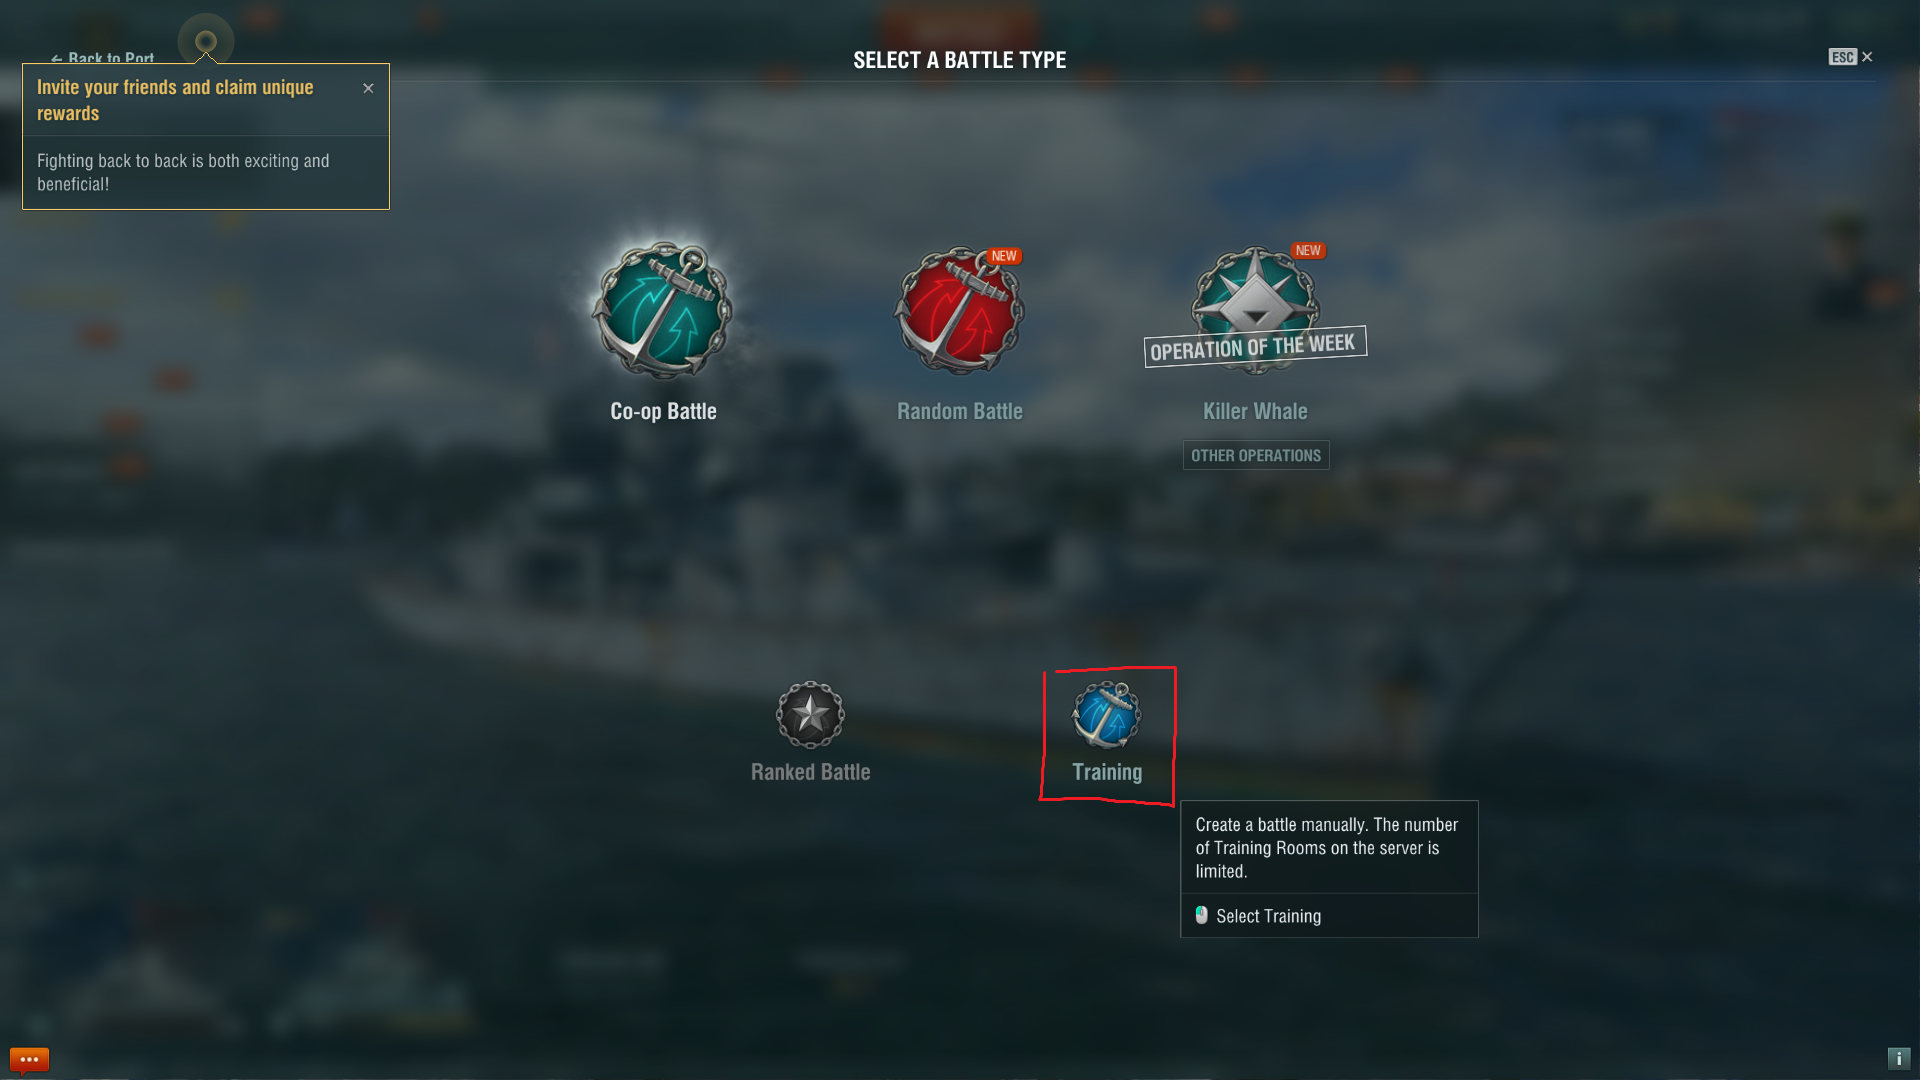 ← Back to Port
SELECT A BATTLE TYPE
ESC ×
Invite your friends and claim unique
rewards
Fighting back to back is both exciting and
beneficial!
NEW
NEW
OPERATION OF THE WEEK
Co-op Battle
Random Battle
Killer Whale
OTHER OPERATIONS
Ranked Battle
Training
Create a battle manually. The number
of Training Rooms on the server is
limited.
Select Training
i